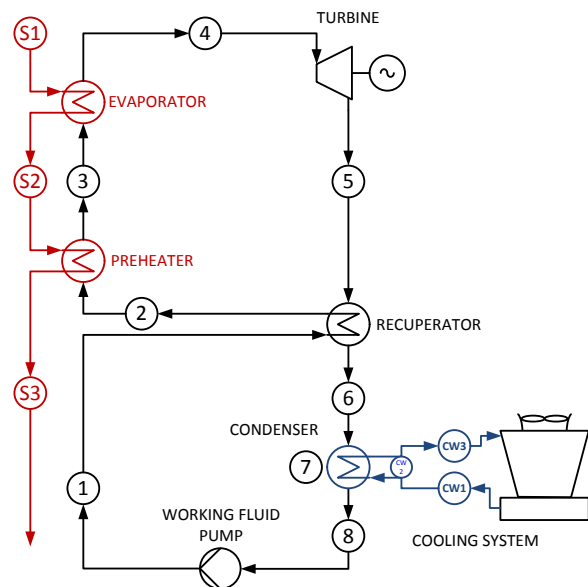 TURBINE
S1
4
EVAPORATOR
S2
3
5
PREHEATER
2
RECUPERATOR
S3
6
CONDENSER
7
CW
2
CW3
CW1
1
WORKING FLUID
PUMP
8
COOLING SYSTEM